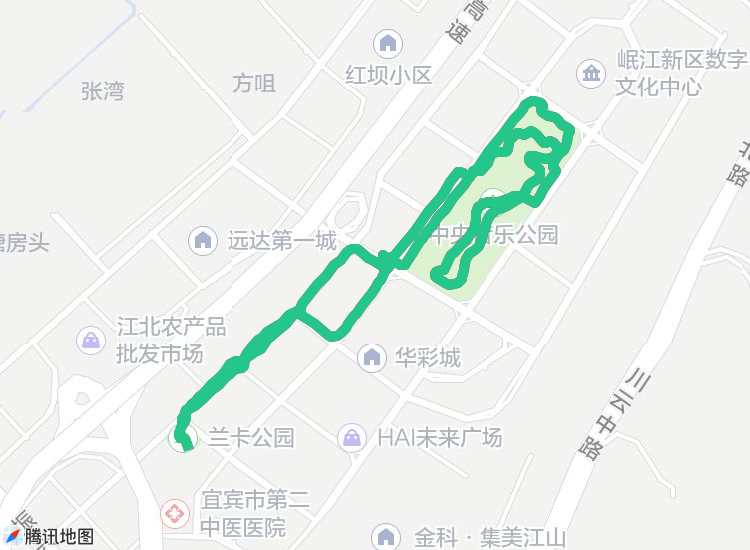 高速
红坝小区
岷江新区数字
文化中心
方咀
张湾
北路
房头
远达第一城
中央音乐公园
江北农产品
批发市场
华彩城
川云中路
兰卡公园
HAI未来广场
宜宾市第二
中医医院
金科·集美江山
腾讯地图